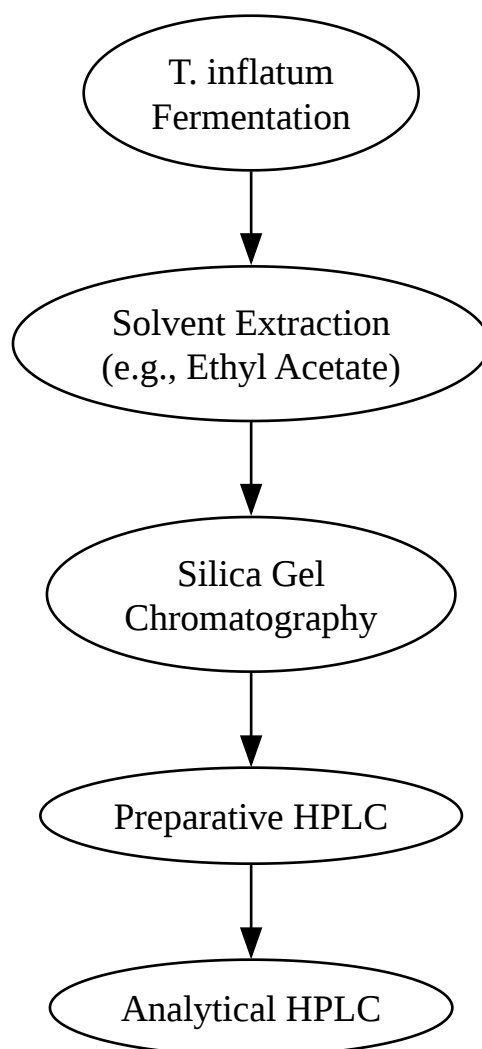 T. inflatum
Fermentation
Solvent Extraction
(e.g., Ethyl Acetate)
Silica Gel
Chromatography
Preparative HPLC
Analytical HPLC